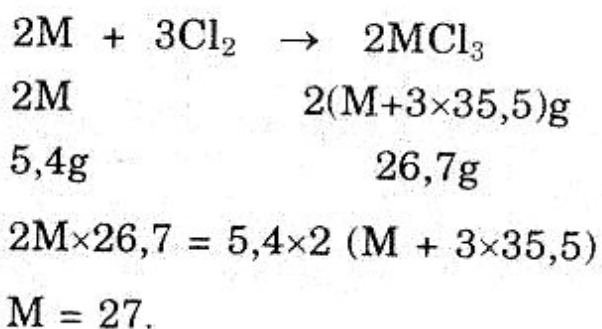 2M + 3Cl₂ → 2MCl₃
2M 2(M+3×35,5)g
5,4g 26,7g
2M×26,7 = 5,4×2 (M + 3×35,5)
M = 27.